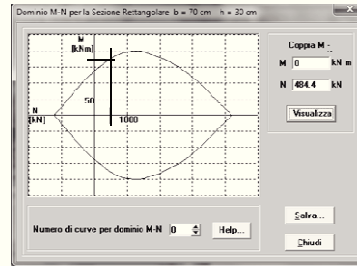 Dominio M-N per la Sezione Rettangolare b = 70 cm h = 30 cm
M
[kNm]
50
N
[kN]
1000
Coppia M -
M 0 kN m
N 484.4 kN
Visualizza
Numero di curve per dominio M-N 0 Help...
Salva...
Chiudi